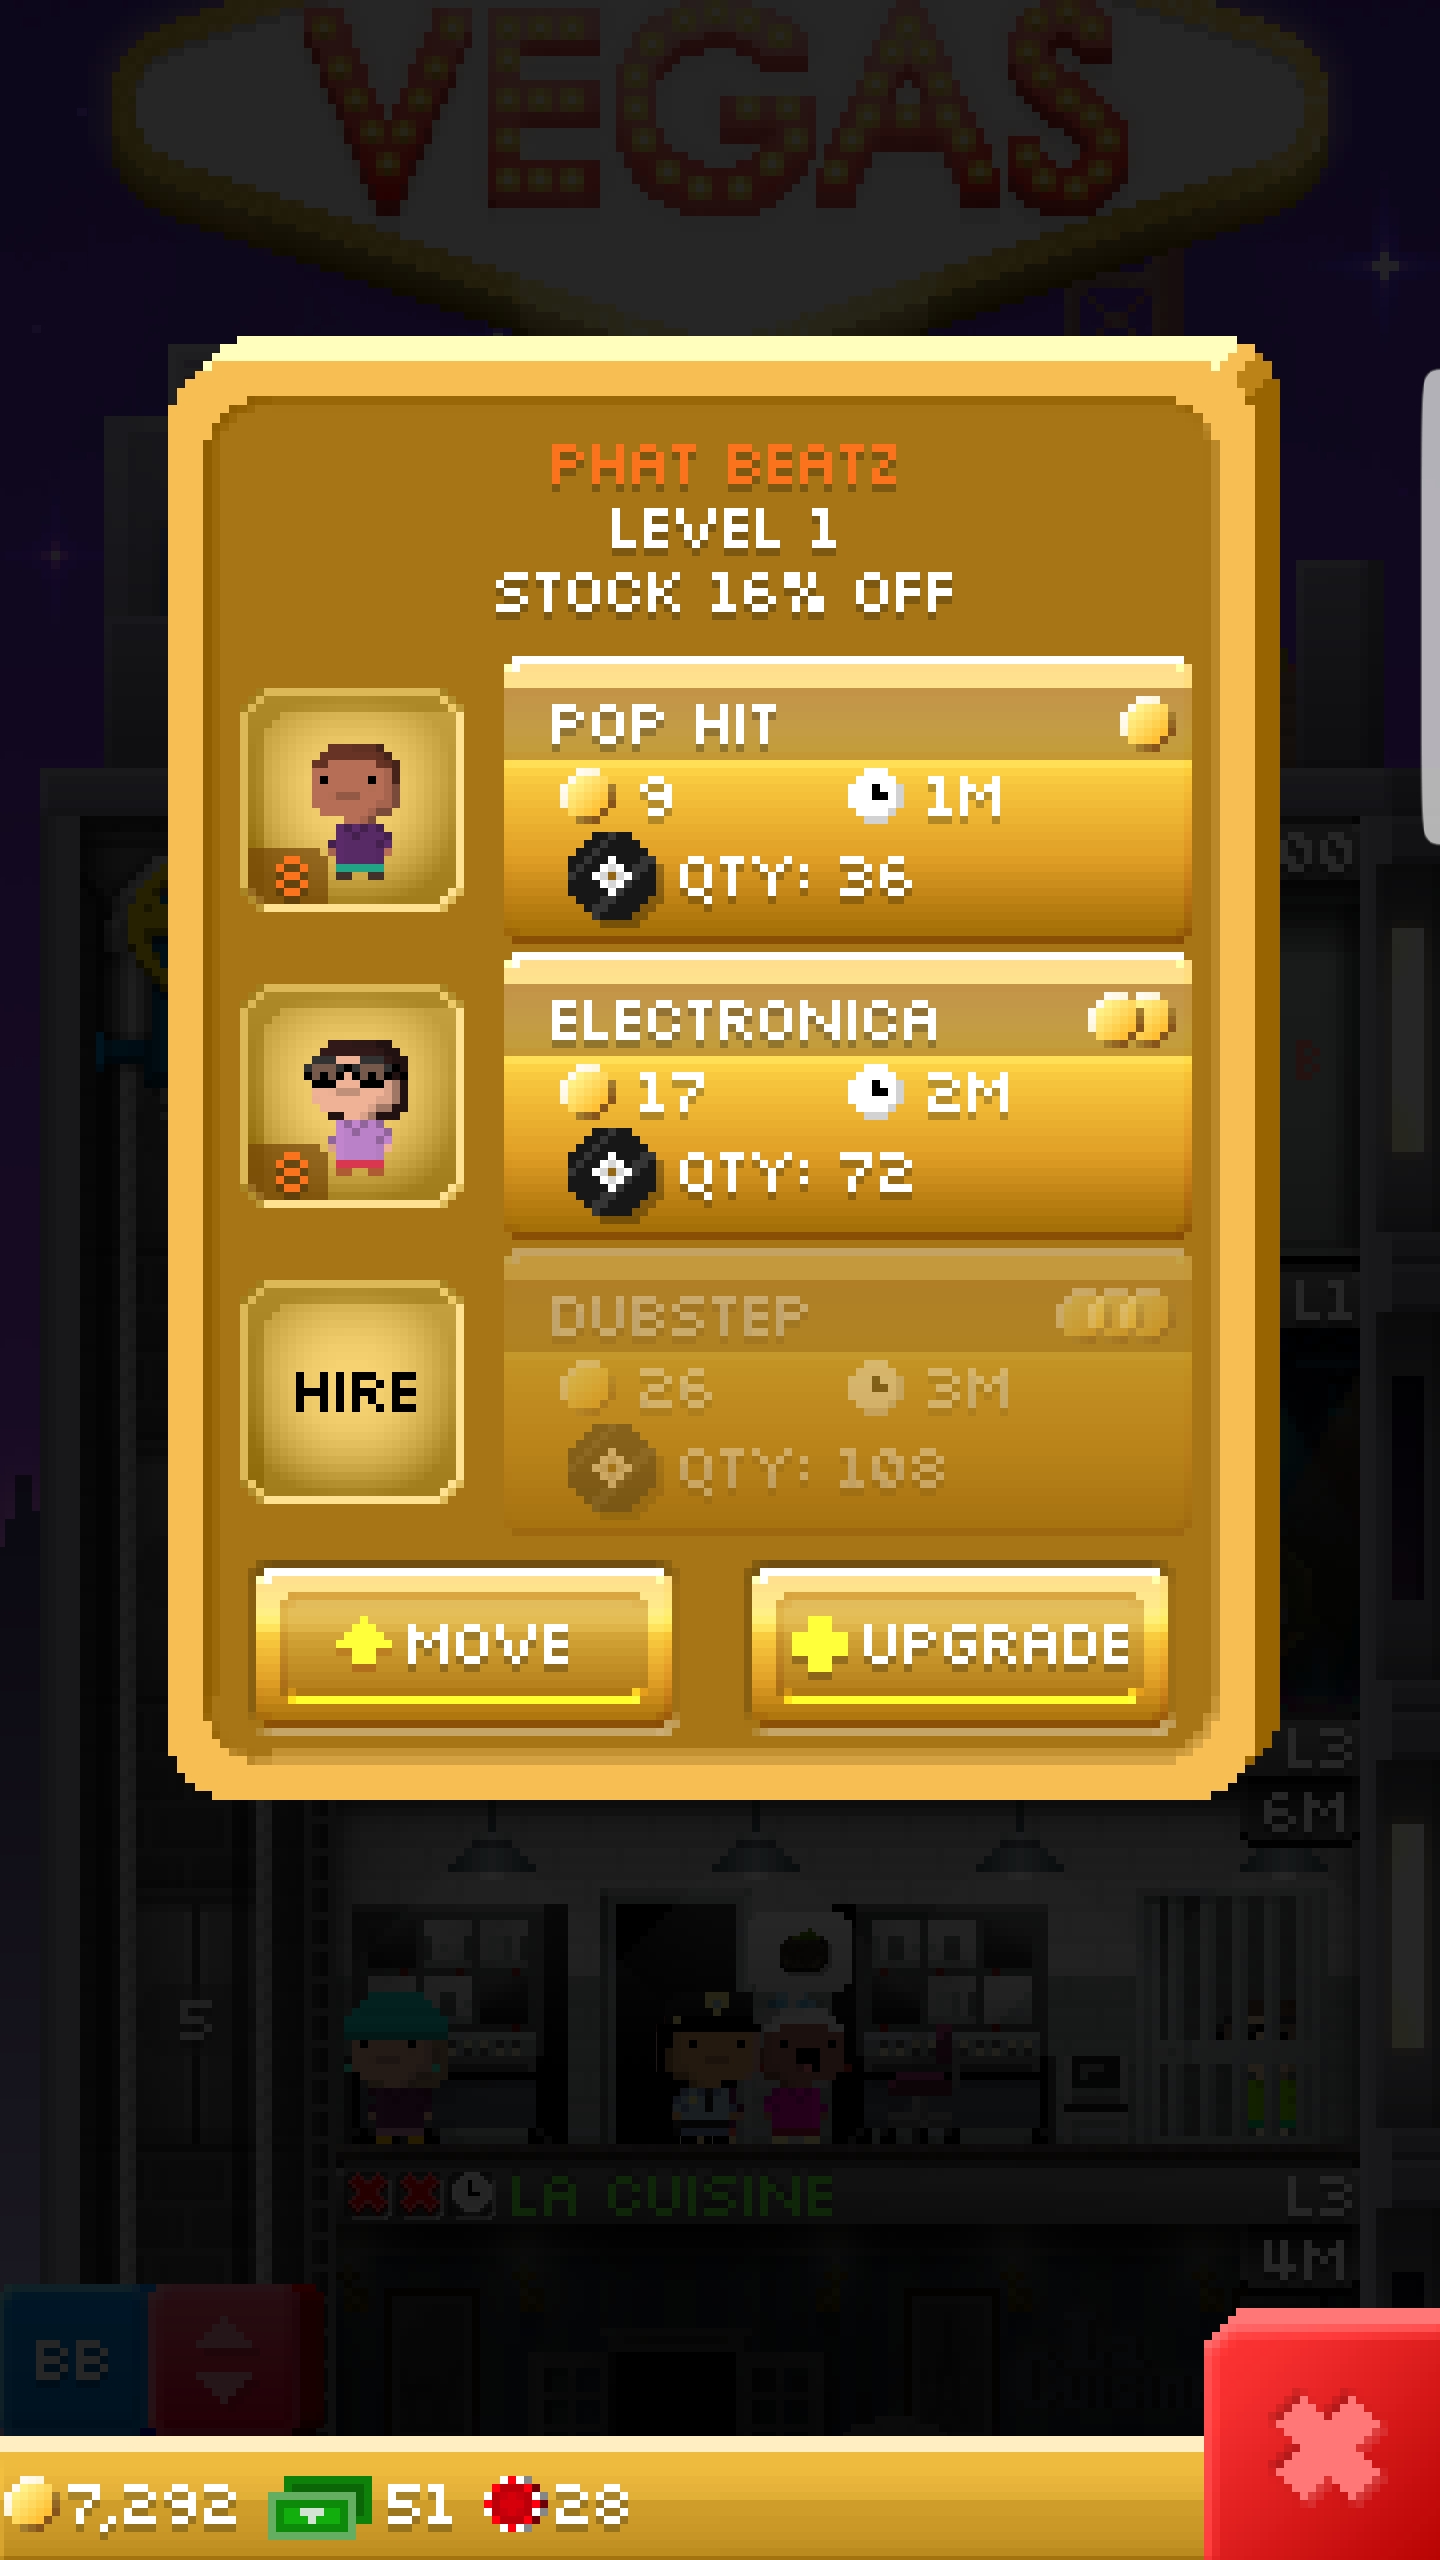 VEGAS
PHAT BEATZ
LEVEL 1
STOCK 16% OFF
POP HIT
9 1M
8 QTY: 36
00
ELECTRONICA
B
17 2M
8 QTY: 72
L1
DUBSTEP
26 3M
HIRE
QTY: 108
MOVE UPGRADE
L3
6M
5
LA CUISINE L3
4M
BB
7,292 51 28